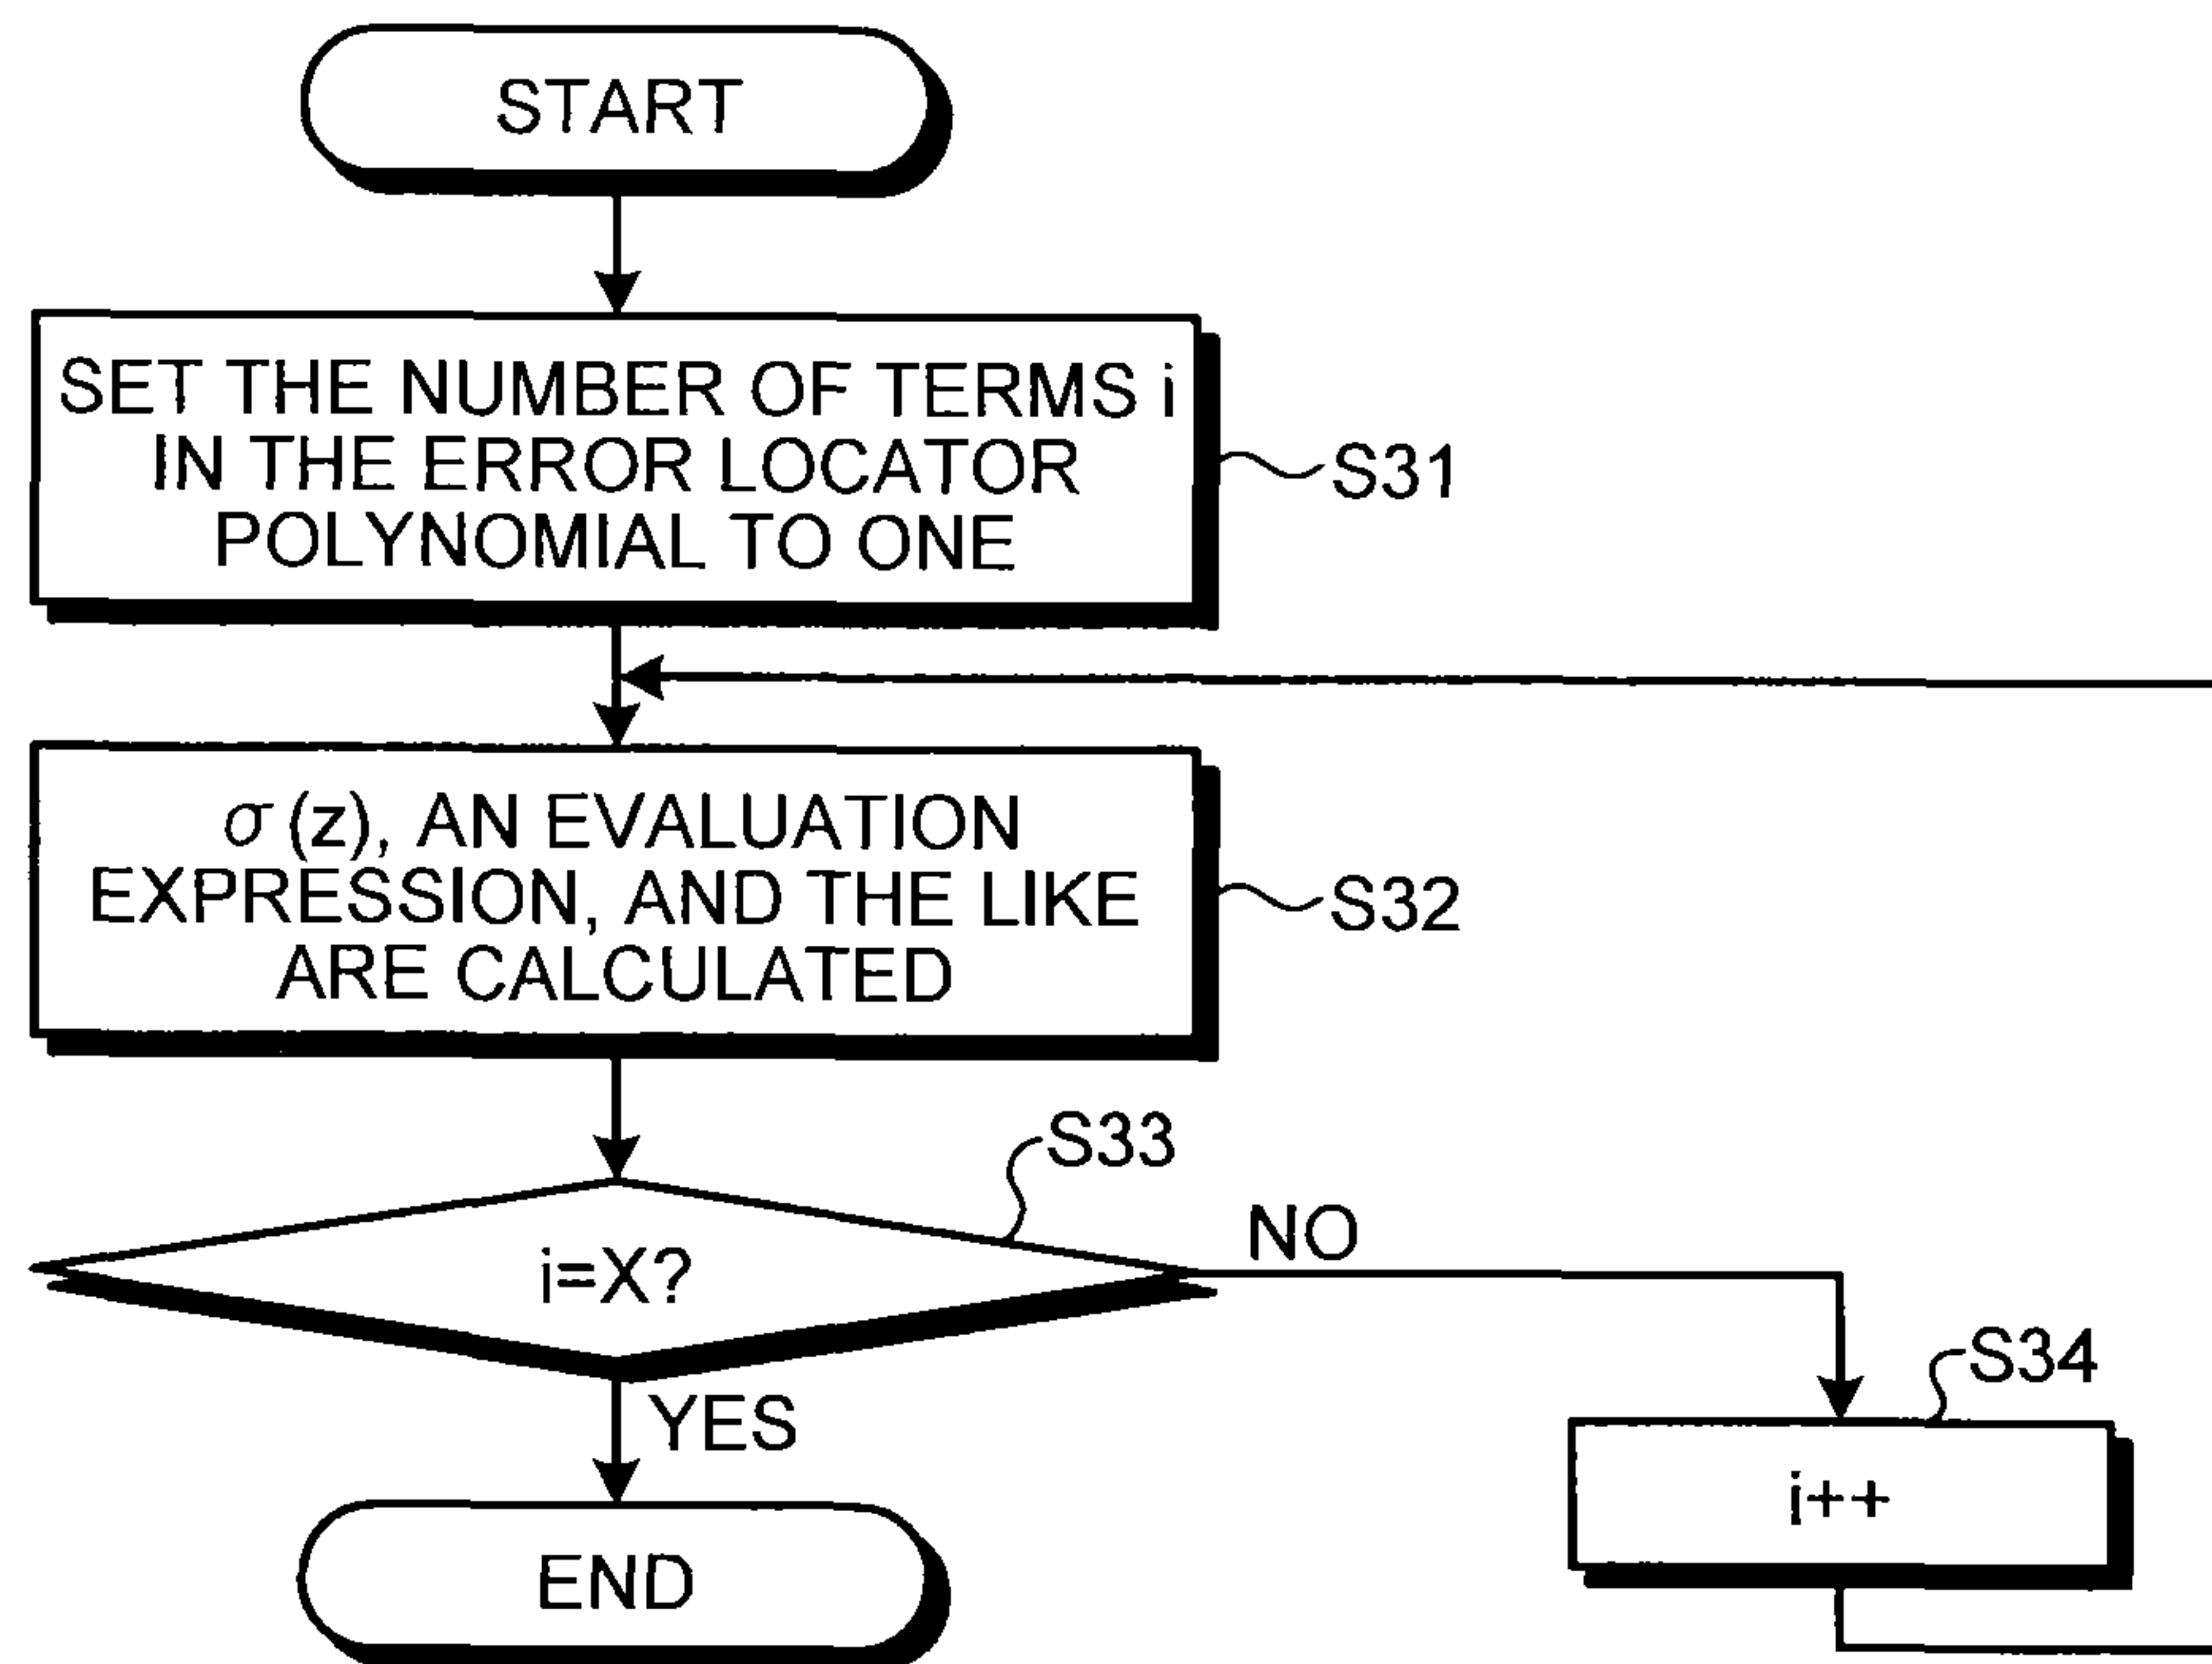 START
SET THE NUMBER OF TERMS i
IN THE ERROR LOCATOR
POLYNOMIAL TO ONE
S31
σ (z), AN EVALUATION
EXPRESSION, AND THE LIKE
ARE CALCULATED
S32
S33
i=X?
NO
YES
S34
i++
END